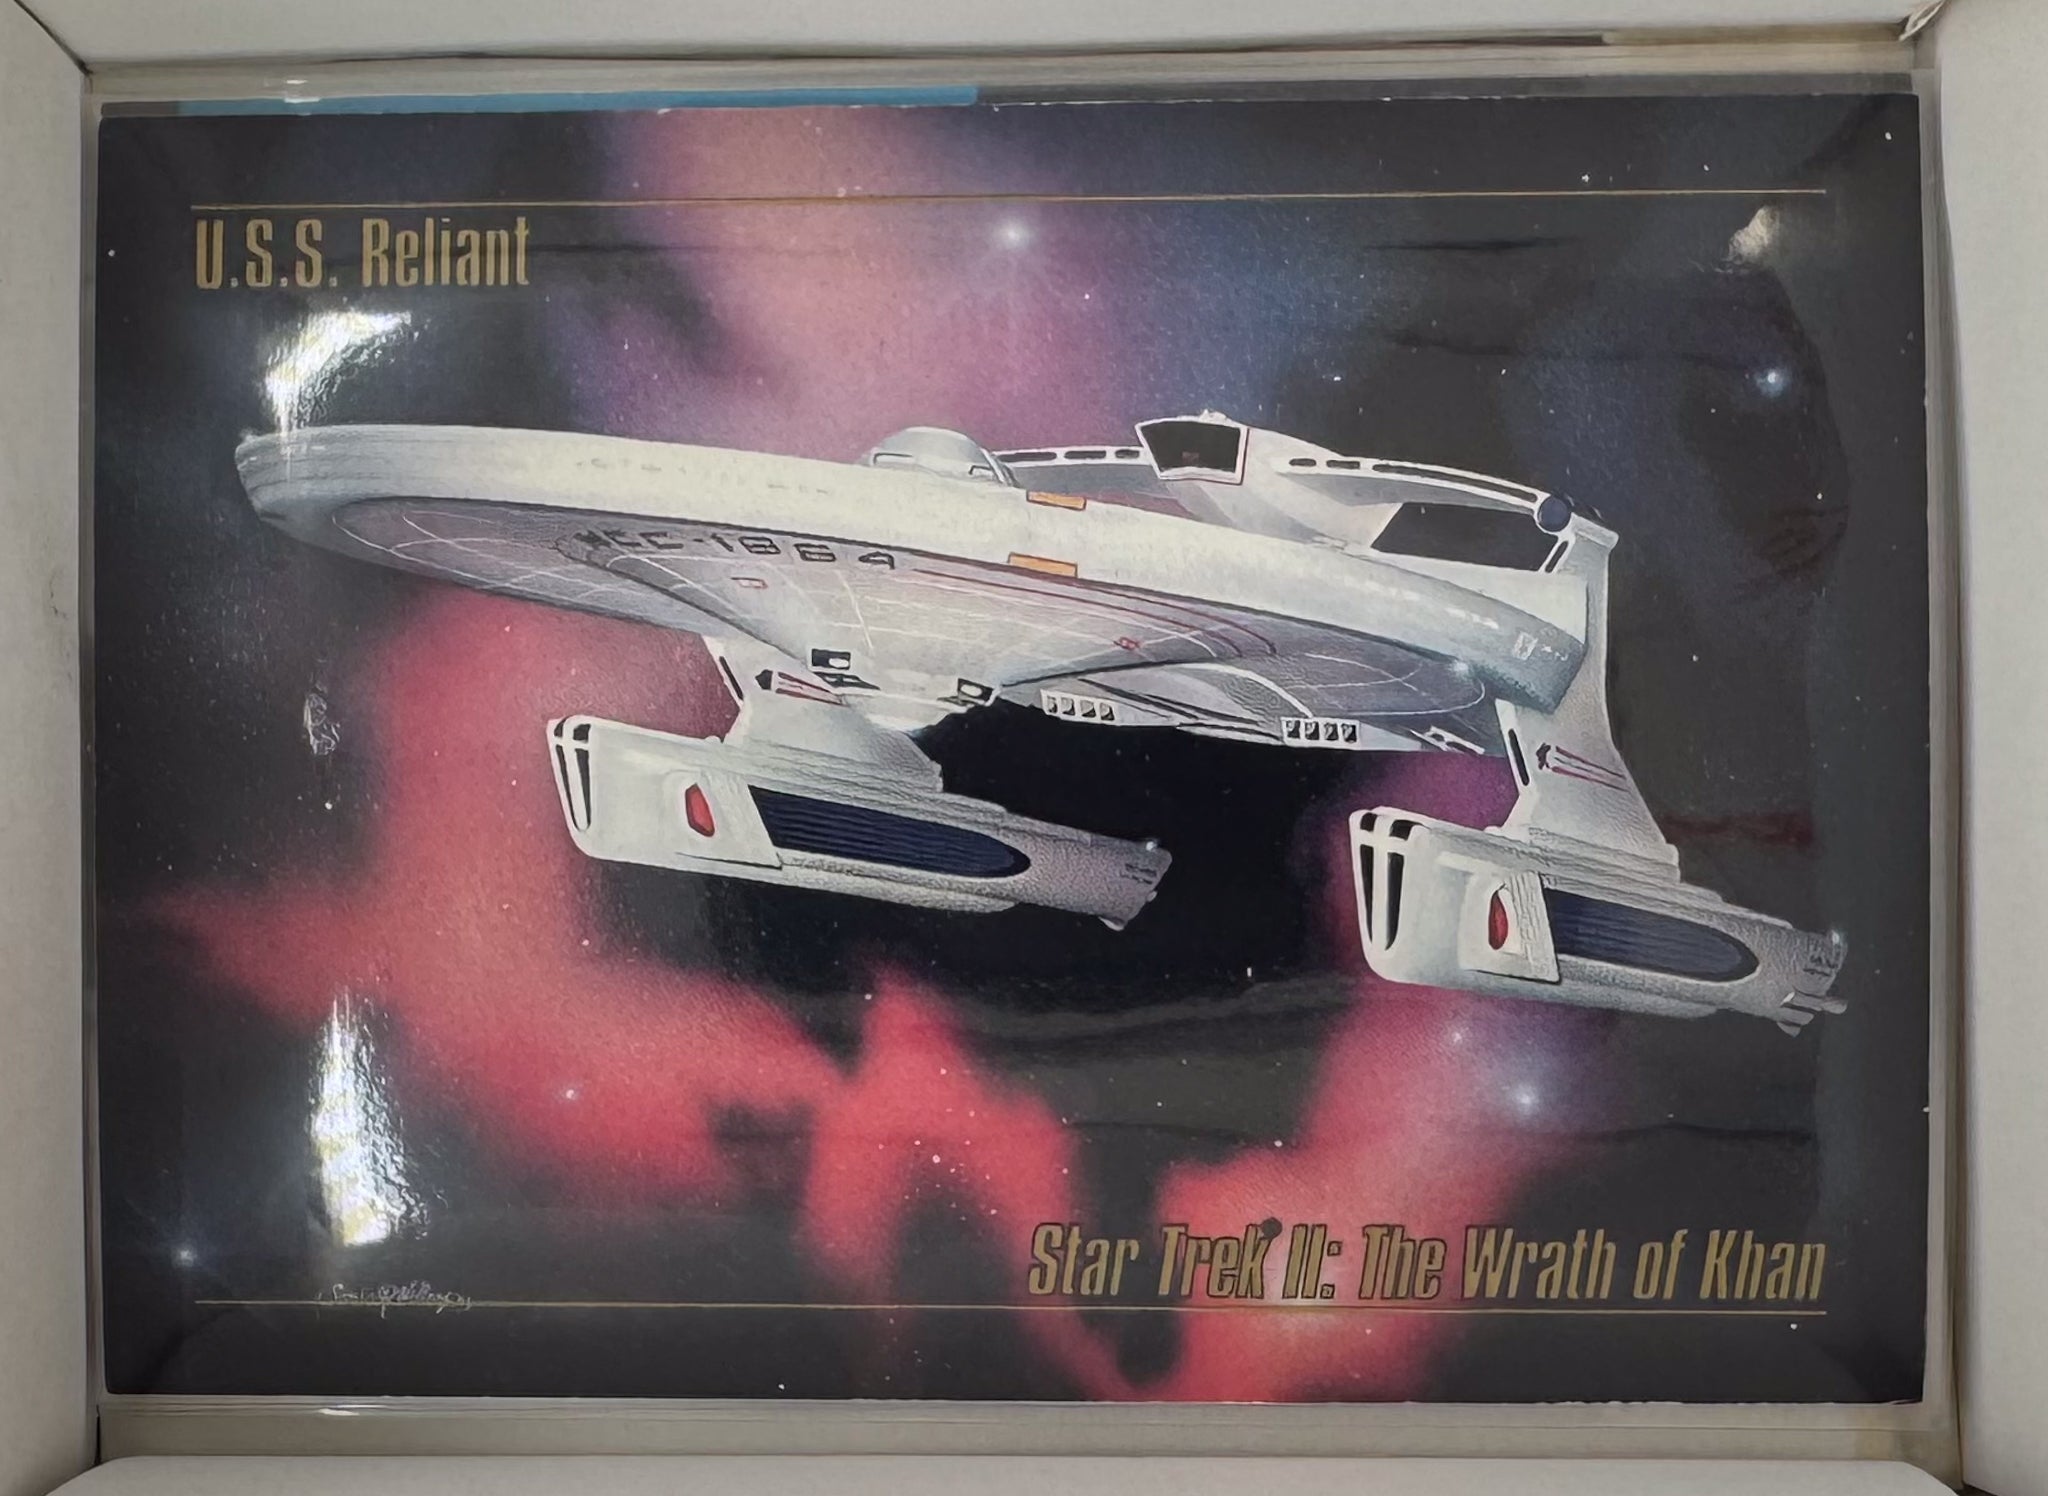 U.S.S. Reliant
NCC-1864
Star Trek II: The Wrath of Khan